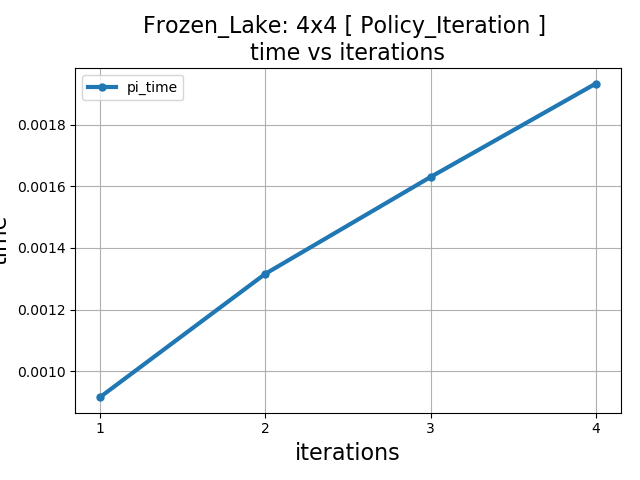 Frozen_Lake: 4x4 [ Policy_Iteration ]
time vs iterations
pi_time
0.0018
0.0016
0.0014
0.0012
0.0010
time
1 2 3 4
iterations